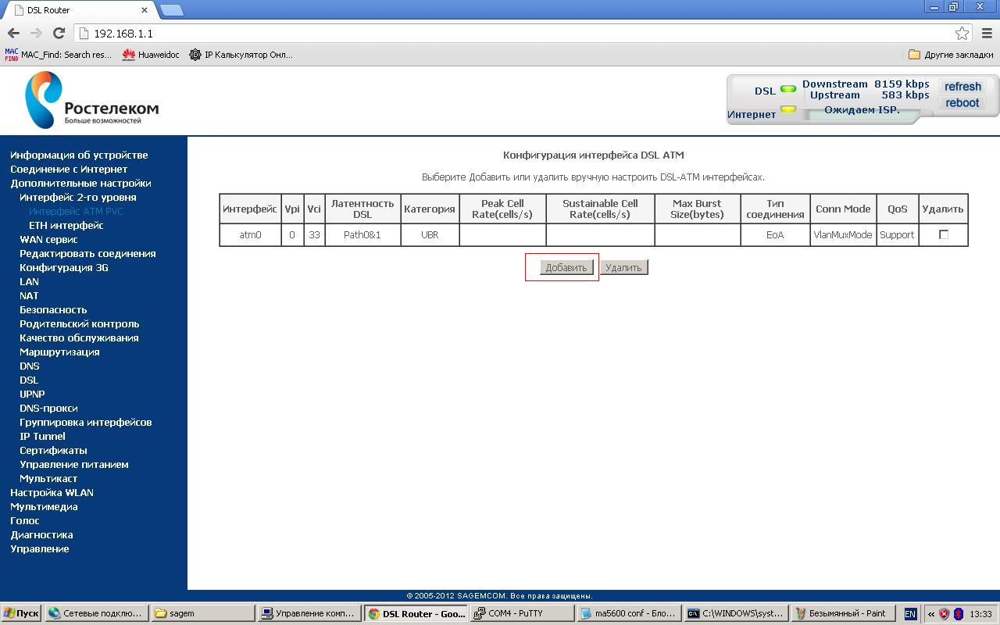 DSL Router
192.168.1.1
MAC FIND MAC_Find: Search res... Huaweidoc IP Калькулятор Онл... Другие закладки
Ростелеком
Больше возможностей
DSL Downstream 8159 kbps refresh
Upstream 583 kbps
reboot
Интернет Ожидаем ISP.
Информация об устройстве
Соединение с Интернет
Дополнительные настройки
Интерфейс 2-го уровня
Интерфейс ATM PVC
ETH интерфейс
WAN сервис
Редактировать соединения
Конфигурация 3G
LAN
NAT
Безопасность
Родительский контроль
Качество обслуживания
Маршрутизация
DNS
DSL
UPNP
DNS-прокси
Группировка интерфейсов
IP Tunnel
Сертификаты
Управление питанием
Мультикаст
Настройка WLAN
Мультимедиа
Голос
Диагностика
Управление
Конфигурация интерфейса DSL ATM
Выберите Добавить или удалить вручную настроить DSL-ATM интерфейсах.
Интерфейс Vpi Vci Латентность DSL Категория Peak Cell Rate(cells/s) Sustainable Cell Rate(cells/s) Max Burst Size(bytes) Тип соединения Conn Mode QoS Удалить
atm0 0 33 Path0&1 UBR EoA VlanMuxMode Support
Добавить Удалить
© 2005-2012 SAGEMCOM. Все права защищены.
Пуск Сетевые подклю... sagem Управление комп... DSL Router - Goo... COM4 - PuTTY ma5600 conf - Бло... C:\WINDOWS\syst... Безымянный - Paint EN « 13:33